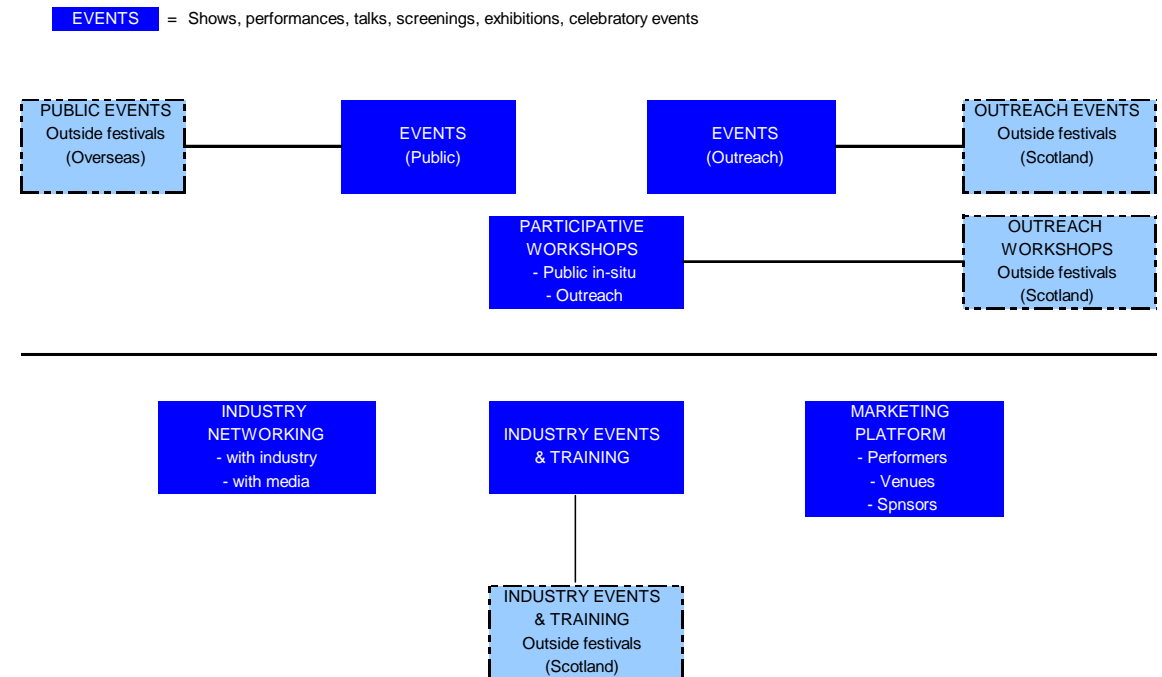 EVENTS = Shows, performances, talks, screenings, exhibitions, celebratory events
PUBLIC EVENTS
Outside festivals
(Overseas)
EVENTS
(Public)
EVENTS
(Outreach)
OUTREACH EVENTS
Outside festivals
(Scotland)
PARTICIPATIVE
WORKSHOPS
- Public in-situ
- Outreach
OUTREACH
WORKSHOPS
Outside festivals
(Scotland)
INDUSTRY
NETWORKING
- with industry
- with media
INDUSTRY EVENTS
& TRAINING
MARKETING
PLATFORM
- Performers
- Venues
- Spnsors
INDUSTRY EVENTS
& TRAINING
Outside festivals
(Scotland)